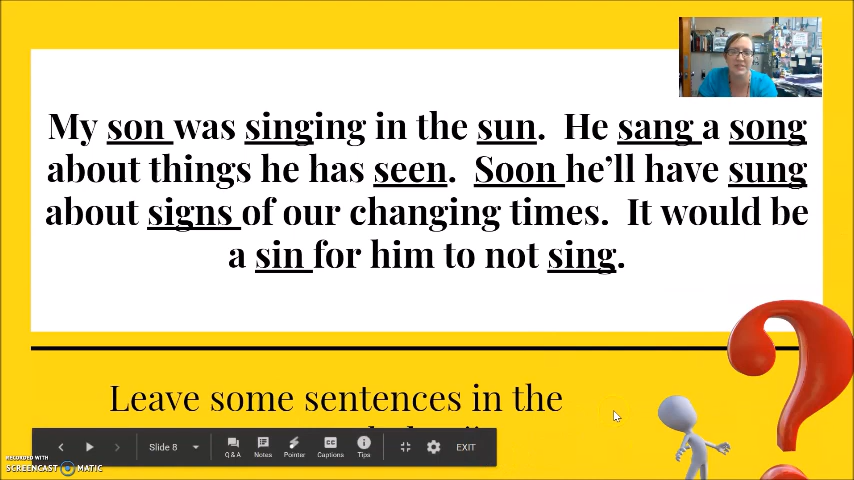 My son was singing in the sun. He sang a song
about things he has seen. Soon he’ll have sung
about signs of our changing times. It would be
a sin for him to not sing.
Leave some sentences in the
Slide 8
Q & A Notes Pointer Captions Tips
EXIT
RECORDED WITH
SCREENCAST MATIC